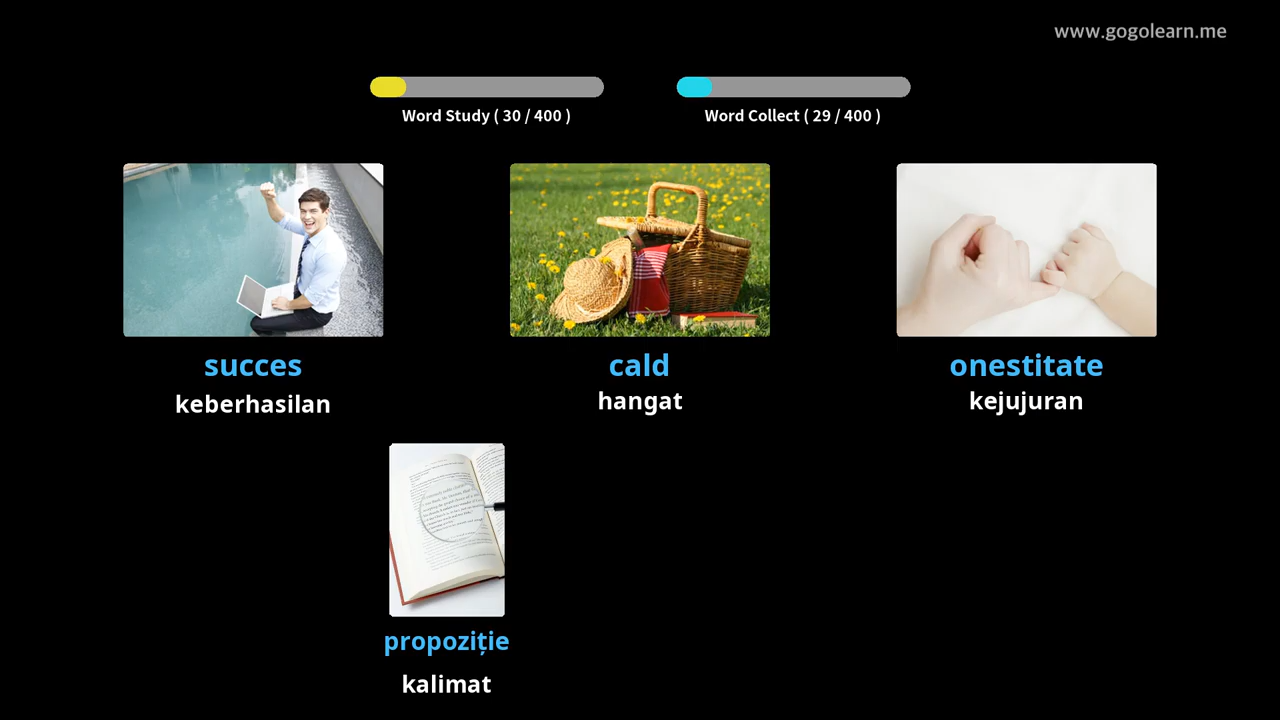 www.gogolearn.me
Word Study ( 30 / 400 )
Word Collect ( 29 / 400 )
succes
cald
onestitate
keberhasilan
hangat
kejujuran
propoziție
kalimat